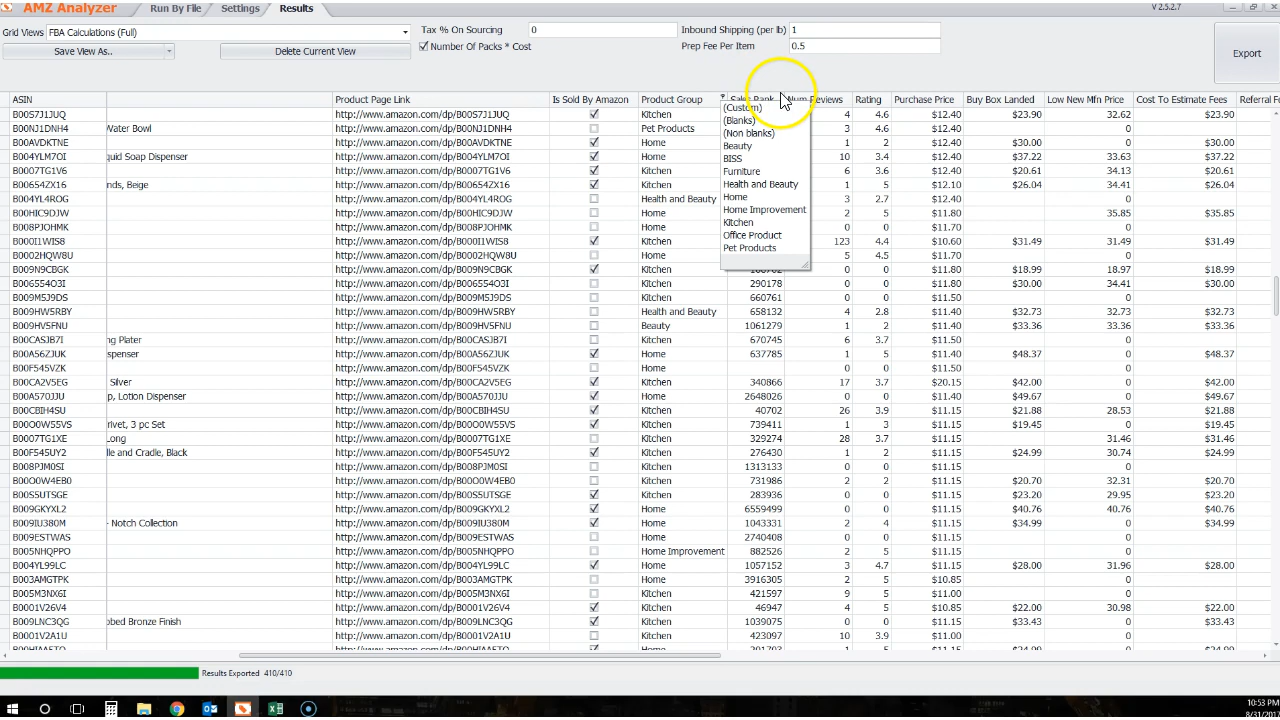 AMZ Analyzer Run By File Settings Results V 2.5.2.7
Grid Views FBA Calculations (Full) Tax % On Sourcing 0 Inbound Shipping (per lb) 1
Save View As.. Delete Current View Number Of Packs * Cost Prep Fee Per Item 0.5 Export
ASIN Product Page Link Is Sold By Amazon Product Group Sales Rank Num Reviews Rating Purchase Price Buy Box Landed Low New Mfn Price Cost To Estimate Fees Referral Fe
(Custom)
(Blanks)
(Non blanks)
Beauty
BISS
Furniture
Health and Beauty
Home
Home Improvement
Kitchen
Office Product
Pet Products
B00S7J1JUQ http://www.amazon.com/dp/B00S7J1JUQ Kitchen 4 4.6 $12.40 $23.90 32.62 $23.90
B00NJ1DNH4 Water Bowl http://www.amazon.com/dp/B00NJ1DNH4 Pet Products 3 4.6 $12.40 0
B00AVDKTNE http://www.amazon.com/dp/B00AVDKTNE Home 1 2 $12.40 $30.00 0 $30.00
B004YLM56M quid Soap Dispenser http://www.amazon.com/dp/B004YLM56M Home 10 3.4 $12.40 $37.22 33.63 $37.22
B007TG1V6 http://www.amazon.com/dp/B0007TG1V6 Kitchen 6 3.6 $12.40 $20.61 34.13 $20.61
B00654ZX16 nds, Beige http://www.amazon.com/dp/B00654ZX16 Kitchen 1 5 $12.10 $26.04 34.41 $26.04
B004YL4ROG http://www.amazon.com/dp/B004YL4ROG Health and Beauty 3 2.7 $12.40 0
B00HIC9DJW http://www.amazon.com/dp/B00HIC9DJW Home 2 5 $11.80 35.85 $35.85
B008PJOHMK http://www.amazon.com/dp/B008PJOHMK Home 0 0 $11.70 0
B000I1WIS8 http://www.amazon.com/dp/B000I1WIS8 Kitchen 123 4.4 $10.60 $31.49 31.49 $31.49
B0002HQ08W http://www.amazon.com/dp/B0002HQ08W Home 5 4.5 $11.70 0
B009N9CBFM http://www.amazon.com/dp/B009N9CBFM Kitchen 0 0 $11.80 $18.99 18.97 $18.99
B006554O3I http://www.amazon.com/dp/B006554O3I Home 290178 0 0 $11.80 $30.00 34.41 $30.00
B009M5J9DS http://www.amazon.com/dp/B009M5J9DS Home 660761 0 0 $11.50 0
B009HW5RBY http://www.amazon.com/dp/B009HW5RBY Health and Beauty 658132 4 2.8 $11.40 $32.73 32.73 $32.73
B009HV5FNU http://www.amazon.com/dp/B009HV5FNU Beauty 1061279 1 2 $11.40 $33.36 33.36 $33.36
B00CASJB7I ng Plater http://www.amazon.com/dp/B00CASJB7I Kitchen 670745 6 3.7 $11.50 0
B00A56ZJUK spenser http://www.amazon.com/dp/B00A56ZJUK Home 637785 1 5 $11.40 $48.37 0 $48.37
B00F545VZK http://www.amazon.com/dp/B00F545VZK Home 0 0 $11.50 0
B00CA2V5EG Silver http://www.amazon.com/dp/B00CA2V5EG Kitchen 340866 17 3.7 $20.15 $42.00 0 $42.00
B00A570JJU p, Lotion Dispenser http://www.amazon.com/dp/B00A570JJU Home 2648026 0 0 $11.40 $49.67 0 $49.67
B00CBIH4SU http://www.amazon.com/dp/B00CBIH4SU Kitchen 40702 26 3.9 $11.15 $21.88 28.53 $21.88
B00O0W55VS rivet, 3 pc Set http://www.amazon.com/dp/B00O0W55VS Kitchen 739411 1 3 $11.15 $19.45 0 $19.45
B0007TG1XE Long http://www.amazon.com/dp/B0007TG1XE Kitchen 329274 28 3.7 $11.15 31.46 $31.46
B00F545UY2 lle and Cradle, Black http://www.amazon.com/dp/B00F545UY2 Kitchen 276430 1 2 $11.15 $24.99 30.74 $24.99
B008PJM0SI http://www.amazon.com/dp/B008PJM0SI Kitchen 1313133 0 0 $11.15 0
B00O0W4EB0 http://www.amazon.com/dp/B00O0W4EB0 Kitchen 731986 2 2 $11.15 $20.70 32.31 $20.70
B00S5UTSGE http://www.amazon.com/dp/B00S5UTSGE Kitchen 283936 0 0 $11.15 $23.20 29.95 $23.20
B009GKYXL2 http://www.amazon.com/dp/B009GKYXL2 Home 6559499 0 0 $11.15 $40.76 40.76 $40.76
B009IU380M - Notch Collection http://www.amazon.com/dp/B009IU380M Home 1043331 2 4 $11.15 $34.99 0 $34.99
B009ESTWAS http://www.amazon.com/dp/B009ESTWAS Home 2740408 0 0 $11.15 0
B005NHQPPO http://www.amazon.com/dp/B005NHQPPO Home Improvement 882526 2 5 $11.15 0
B004YL99LC http://www.amazon.com/dp/B004YL99LC Home 1057152 3 4.7 $11.15 $28.00 31.96 $28.00
B003AMGTPK http://www.amazon.com/dp/B003AMGTPK Home 3916305 2 5 $10.85 0
B005M3N6I http://www.amazon.com/dp/B005M3N6SI Home 421597 9 5 $11.00 0
B0001V26V4 http://www.amazon.com/dp/B0001V26V4 Kitchen 46947 4 5 $10.85 $22.00 30.98 $22.00
B009LNC3QG bbed Bronze Finish http://www.amazon.com/dp/B009LNC3QG Home 1039075 0 0 $11.15 $33.43 0 $33.43
B0001V2A1U http://www.amazon.com/dp/B0001V2A1U Kitchen 423097 10 3.9 $11.00 0
Results Exported 410/410
10:53 PM
8/31/2017